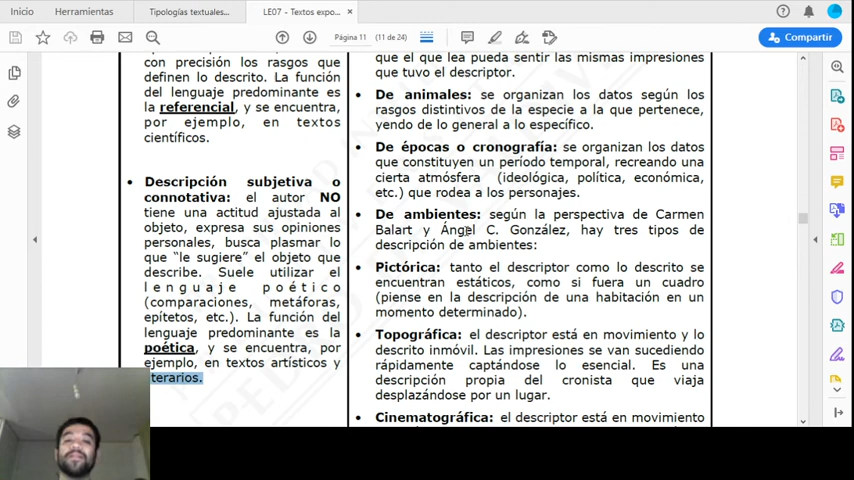 Inicio
Herramientas
Tipologías textuales...
LE07 - Textos expo...
×
Página 11
(11 de 24)
Compartir
con precisión los rasgos que
definen lo descrito. La función
del lenguaje predominante es
la referencial, y se encuentra,
por ejemplo, en textos
científicos.
• Descripción subjetiva o
connotativa: el autor NO
tiene una actitud ajustada al
objeto, expresa sus opiniones
personales, busca plasmar lo
que “le sugiere” el objeto que
describe. Suele utilizar el
lenguaje poético
(comparaciones, metáforas,
epítetos, etc.). La función del
lenguaje predominante es la
poética, y se encuentra, por
ejemplo, en textos artísticos y
literarios.
que el que lea pueda sentir las mismas impresiones
que tuvo el descriptor.
• De animales: se organizan los datos según los
rasgos distintivos de la especie a la que pertenece,
yendo de lo general a lo específico.
• De épocas o cronografía: se organizan los datos
que constituyen un período temporal, recreando una
cierta atmósfera (ideológica, política, económica,
etc.) que rodea a los personajes.
• De ambientes: según la perspectiva de Carmen
Balart y Ángel C. González, hay tres tipos de
descripción de ambientes:
• Pictórica: tanto el descriptor como lo descrito se
encuentran estáticos, como si fuera un cuadro
(piense en la descripción de una habitación en un
momento determinado).
• Topográfica: el descriptor está en movimiento y lo
descrito inmóvil. Las impresiones se van sucediendo
rápidamente captándose lo esencial. Es una
descripción propia del cronista que viaja
desplazándose por un lugar.
• Cinematográfica: el descriptor está en movimiento